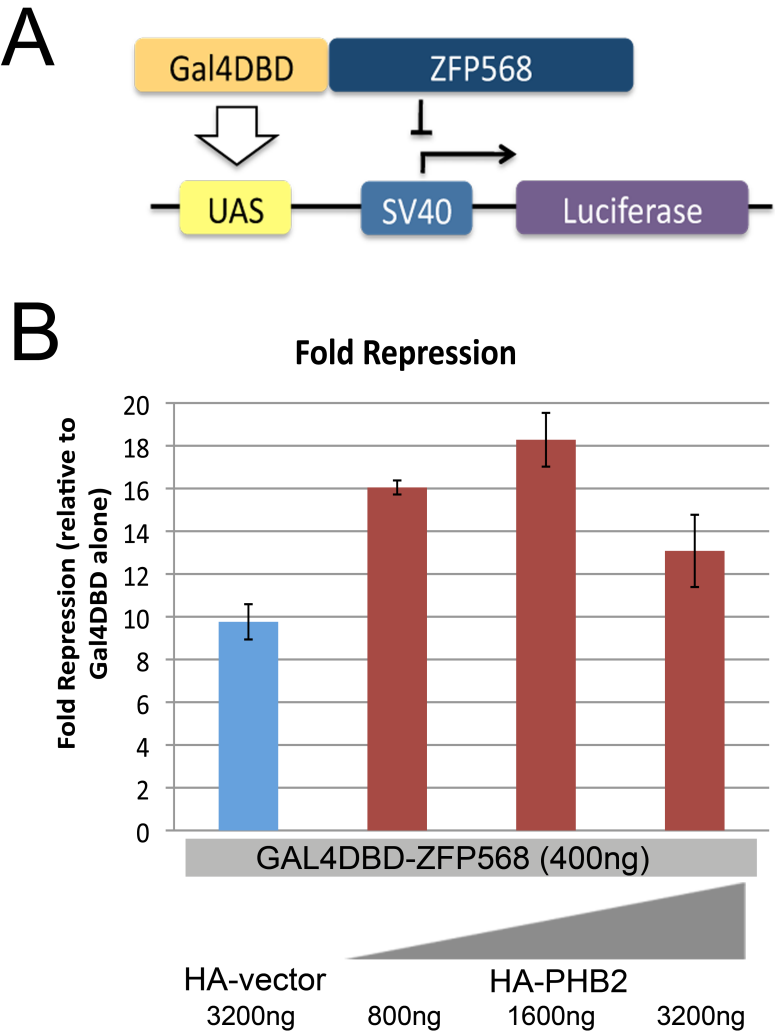 A
Gal4DBD ZFP568
UAS SV40 Luciferase
B
Fold Repression
Fold Repression (relative to
Gal4DBD alone)
20
18
16
14
12
10
8
6
4
2
0
GAL4DBD-ZFP568 (400ng)
HA-vector HA-PHB2
3200ng 800ng 1600ng 3200ng